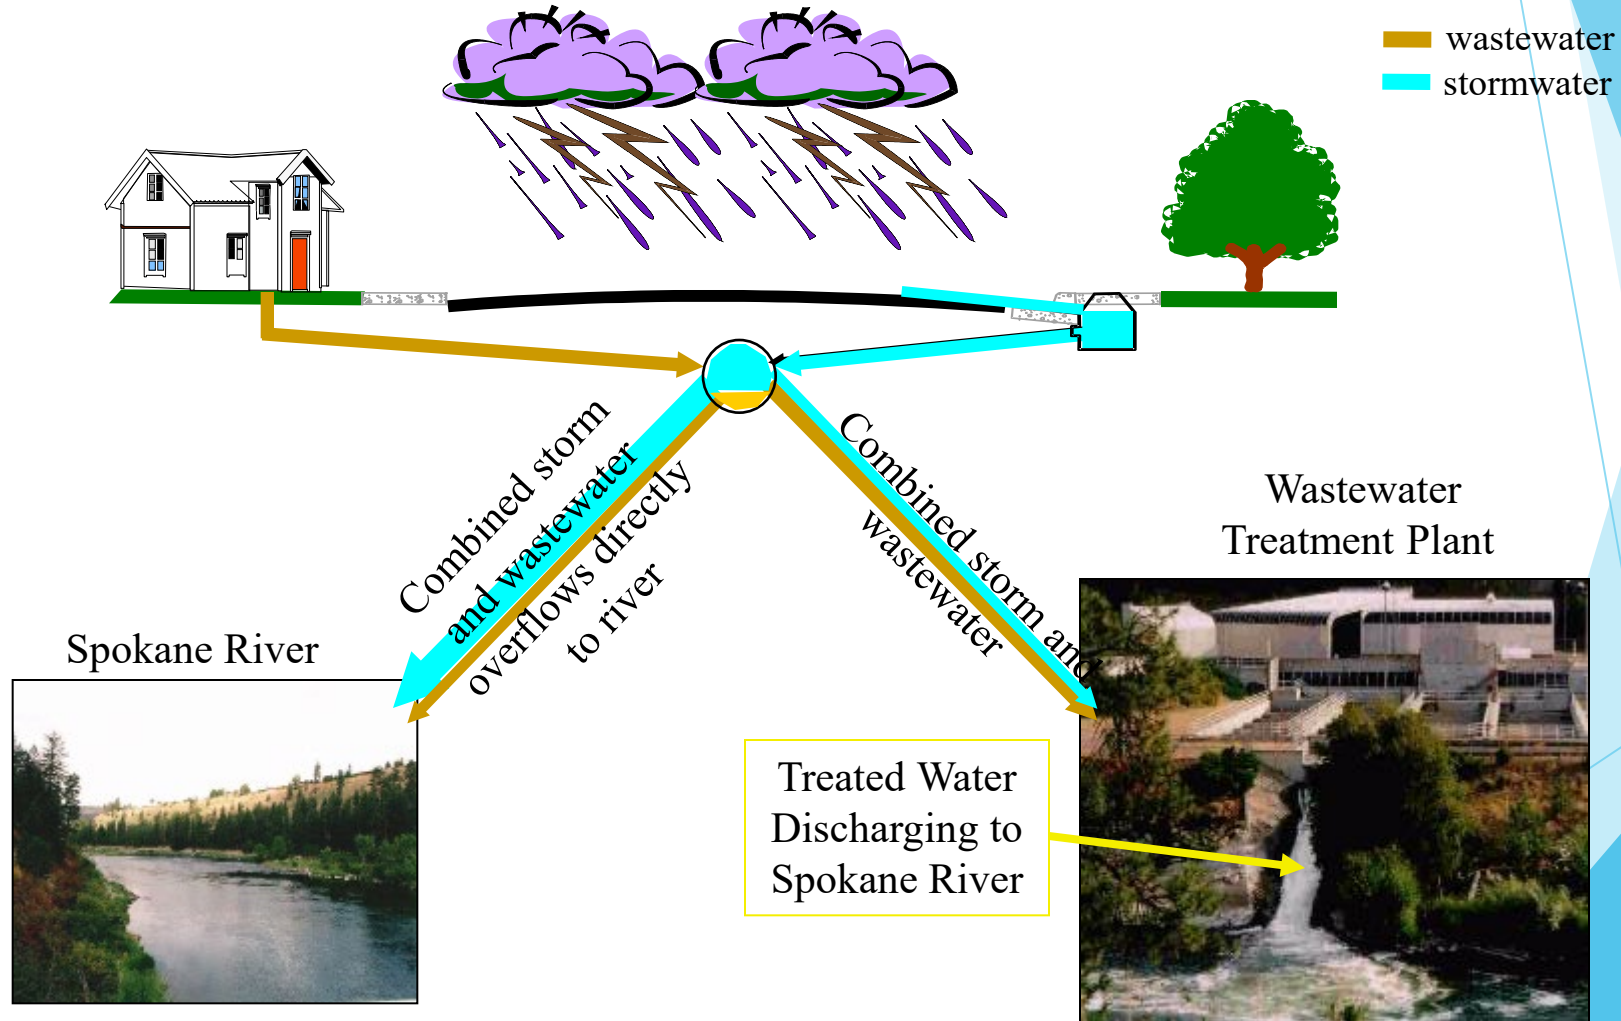 wastewater
stormwater
Combined storm
and wastewater
overflows directly
to river
Combined storm and
wastewater
Wastewater
Treatment Plant
Spokane River
Treated Water
Discharging to
Spokane River